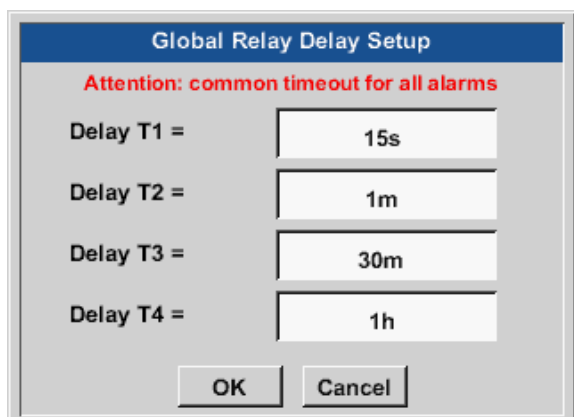 Global Relay Delay Setup
Attention: common timeout for all alarms
Delay T1 = 15s
Delay T2 = 1m
Delay T3 = 30m
Delay T4 = 1h
OK Cancel